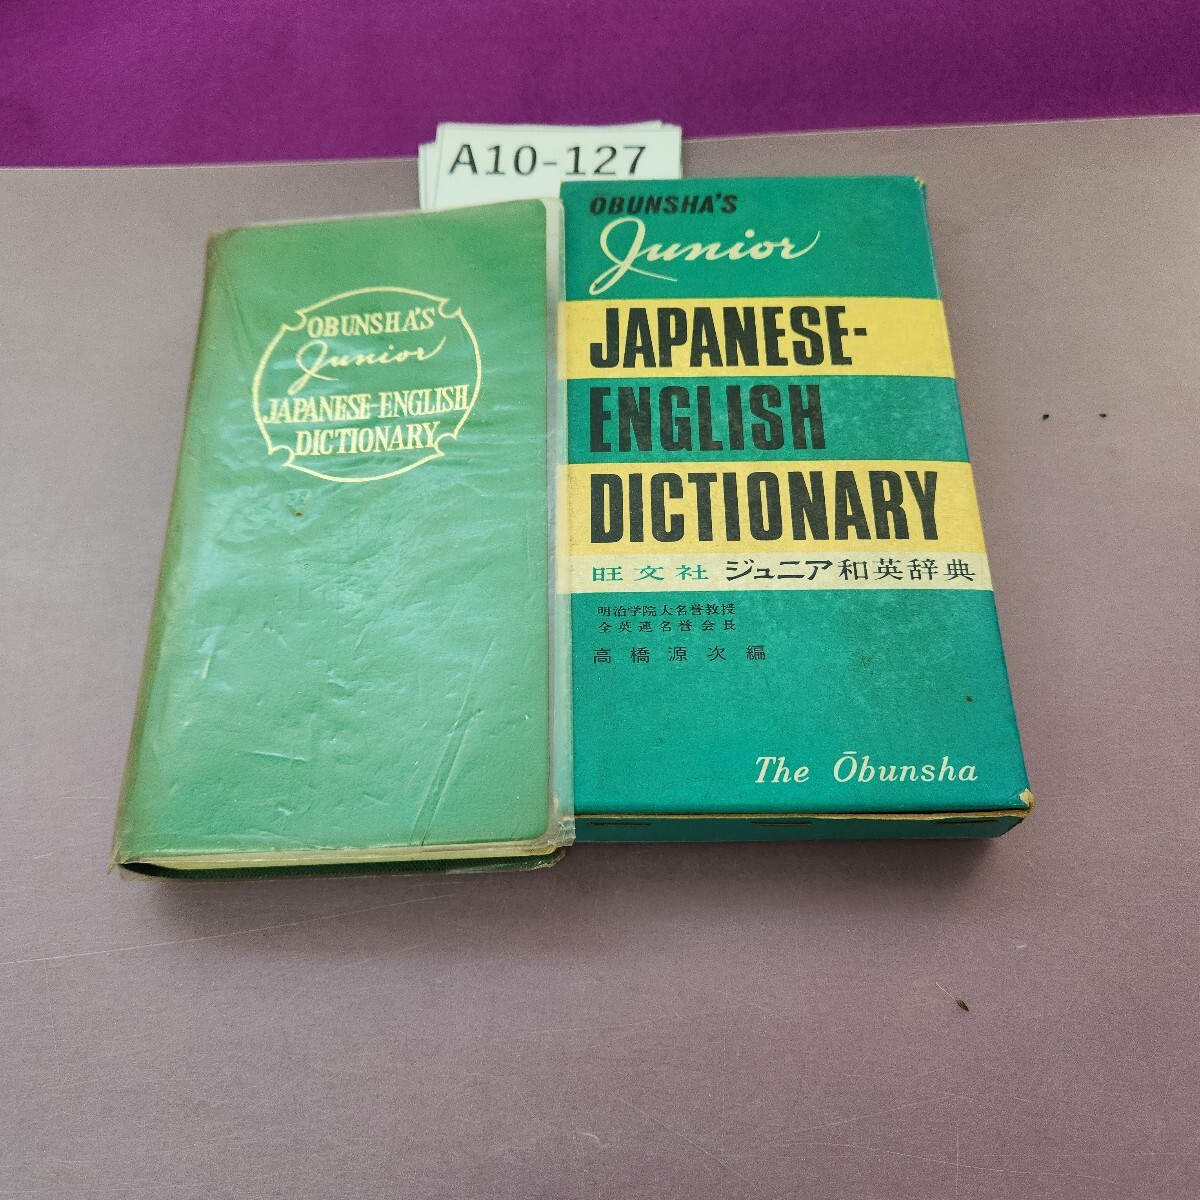 A10-127
OBUNSHA'S
Junior
JAPANESE-ENGLISH
DICTIONARY
ŌBUNSHA'S
Junior
JAPANESE-
ENGLISH
DICTIONARY
旺文社 ジュニア和英辞典
明治学院大名誉教授
全英連名誉会長
高橋源次編
The Ōbunsha